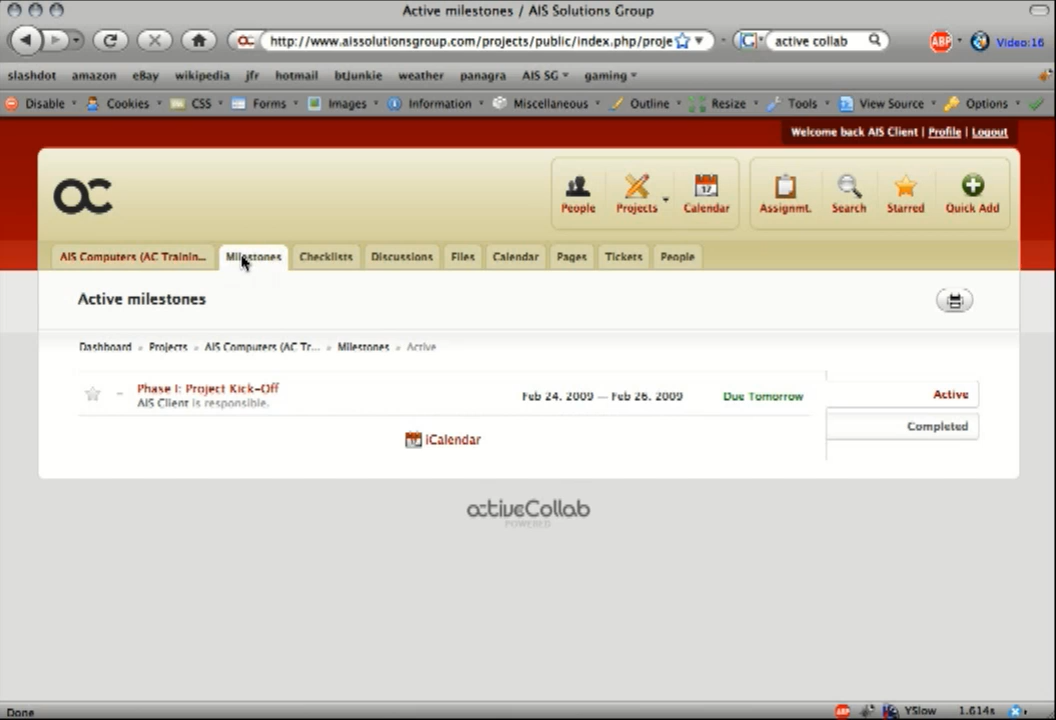 Active milestones / AIS Solutions Group
http://www.aissolutionsgroup.com/projects/public/index.php/proje
active collab
ABP
Video:16
slashdot amazon eBay wikipedia jfr hotmail btJunkie weather panagra AIS SG gaming
Disable Cookies CSS Forms Images Information Miscellaneous Outline Resize Tools View Source Options
Welcome back AIS Client | Profile | Logout
ac
People Projects Calendar Assignmt. Search Starred Quick Add
AIS Computers (AC Trainin... Milestones Checklists Discussions Files Calendar Pages Tickets People
Active milestones
Dashboard » Projects » AIS Computers (AC Tr... » Milestones » Active
Phase I: Project Kick-Off
AIS Client is responsible.
Feb 24, 2009 — Feb 26, 2009
Due Tomorrow
Active
Completed
iCalendar
activeCollab
POWERED
Done
YSlow 1.614s